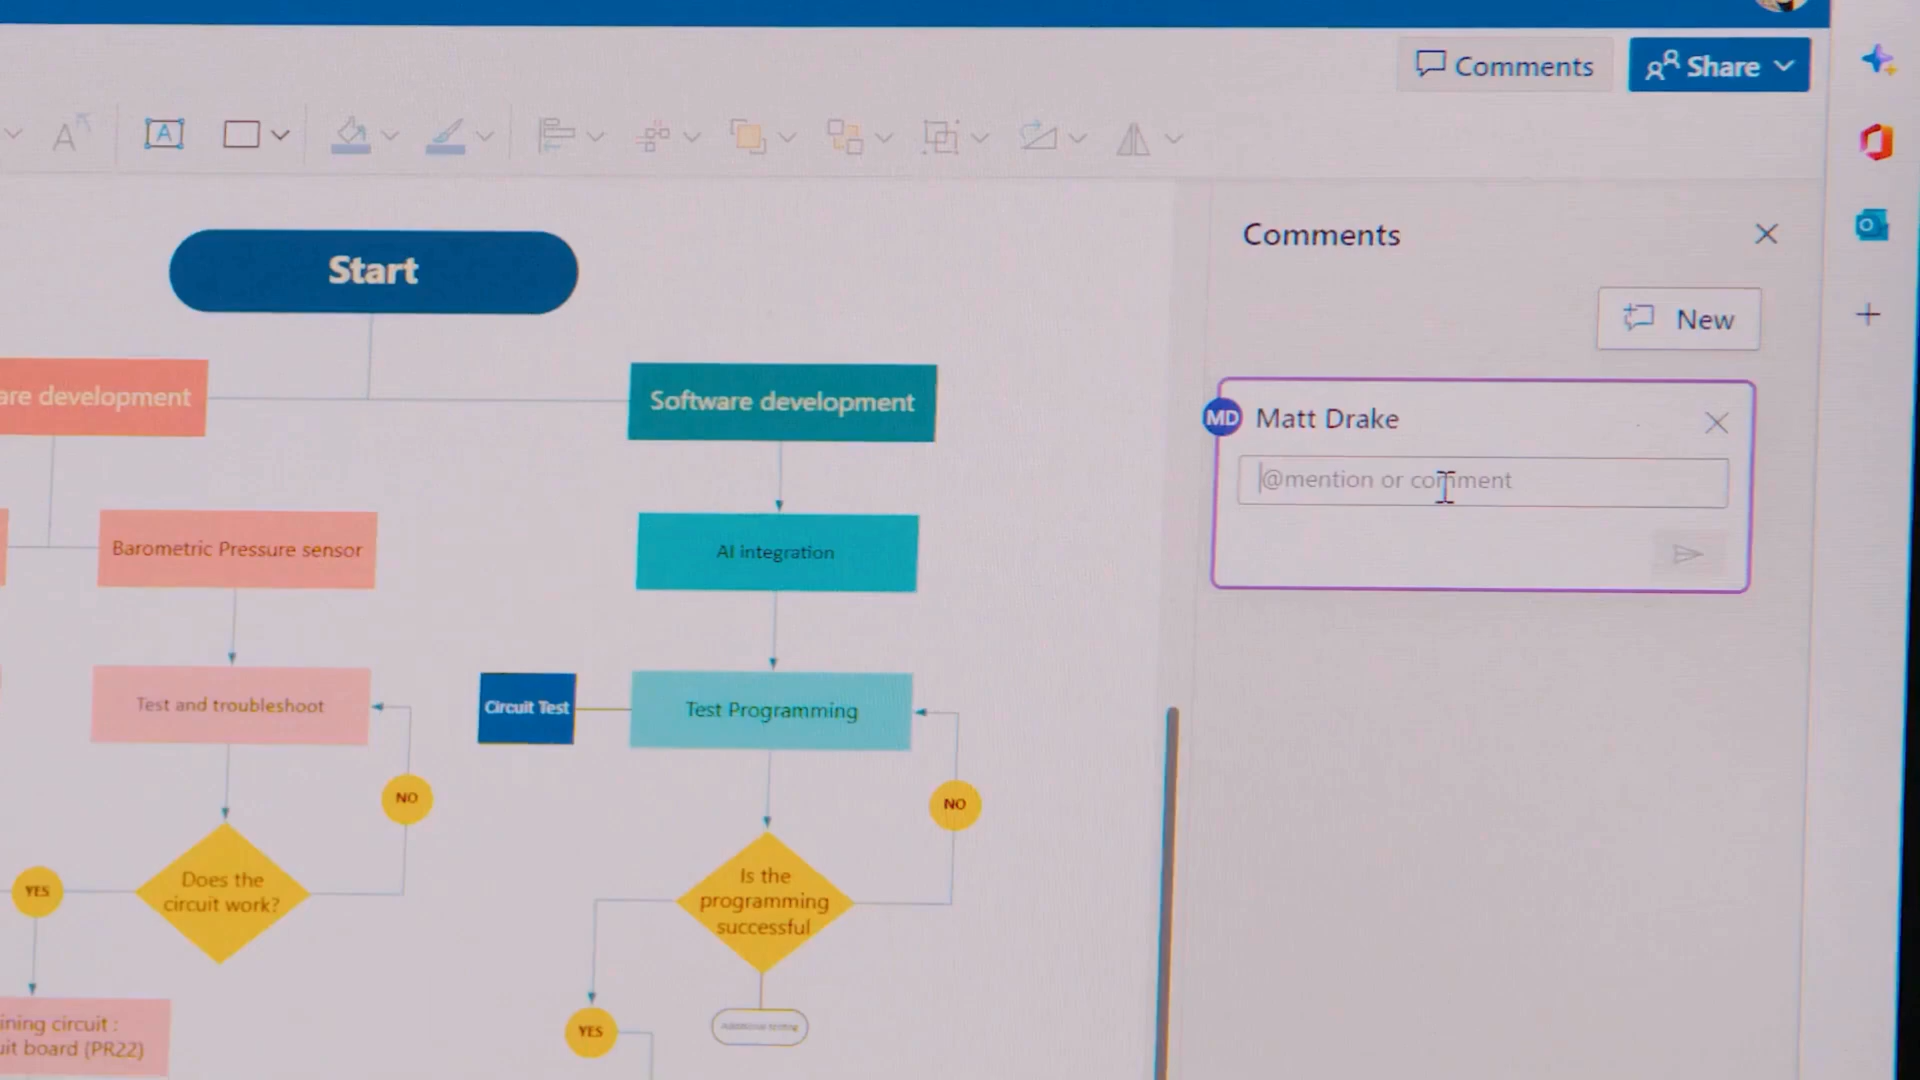 Comments
Share
A
A
Start
Comments
New
are development
Software development
MD Matt Drake
@mention or comment
Barometric Pressure sensor
AI integration
Test and troubleshoot
Circuit Test
Test Programming
NO
NO
YES
Does the
circuit work?
Is the
programming
successful
ining circuit :
uit board (PR22)
YES